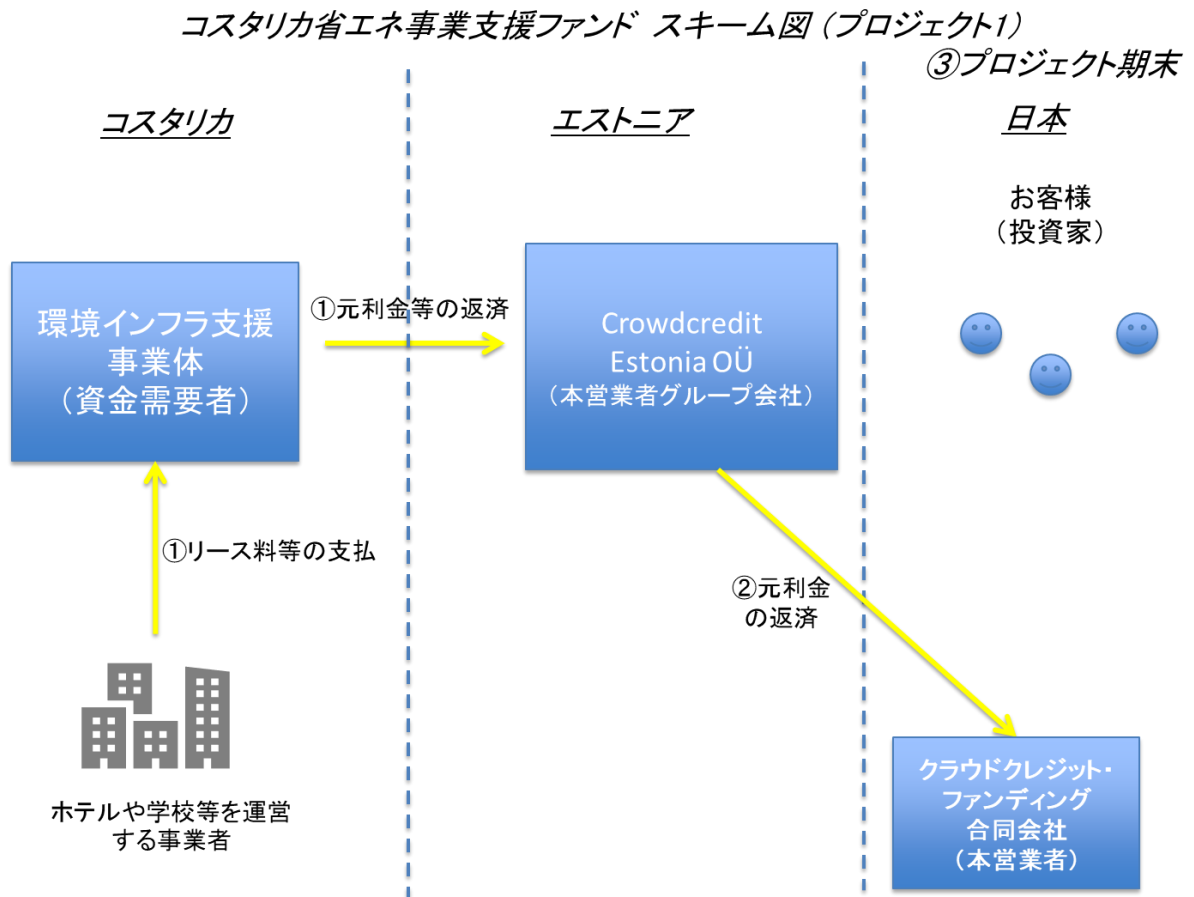 コスタリカ省エネ事業支援ファンド スキーム図（プロジェクト1）
③プロジェクト期末
コスタリカ
エストニア
日本
お客様
（投資家）
環境インフラ支援
事業体
（資金需要者）
①元利金等の返済
Crowdcredit
Estonia OÜ
（本営業者グループ会社）
①リース料等の支払
②元利金
の返済
ホテルや学校等を運営
する事業者
クラウドクレジット・
ファンディング
合同会社
（本営業者）